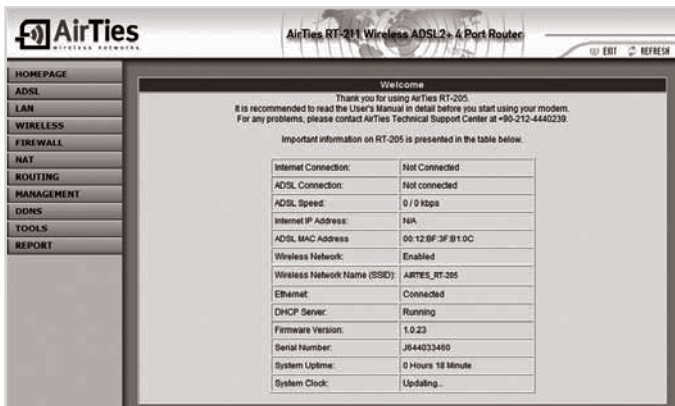 AirTies
wireless networks
AirTies RT-211 Wireless ADSL2+ 4 Port Router
EXIT REFRESH
HOMEPAGE
ADSL
LAN
WIRELESS
FIREWALL
NAT
ROUTING
MANAGEMENT
DDNS
TOOLS
REPORT
Welcome
Thank you for using AirTies RT-205.
It is recommended to read the User's Manual in detail before you start using your modem.
For any problems, please contact AirTies Technical Support Center at +90-212-4440239.
Important information on RT-205 is presented in the table below.
Internet Connection: Not Connected
ADSL Connection: Not connected
ADSL Speed: 0 / 0 kbps
Internet IP Address: N/A
ADSL MAC Address 00:12:BF:3F:B1:0C
Wireless Network: Enabled
Wireless Network Name (SSID): AIRTIES_RT-205
Ethernet: Connected
DHCP Server: Running
Firmware Version: 1.0.23
Serial Number: J644033460
System Uptime: 0 Hours 18 Minute
System Clock: Updating..